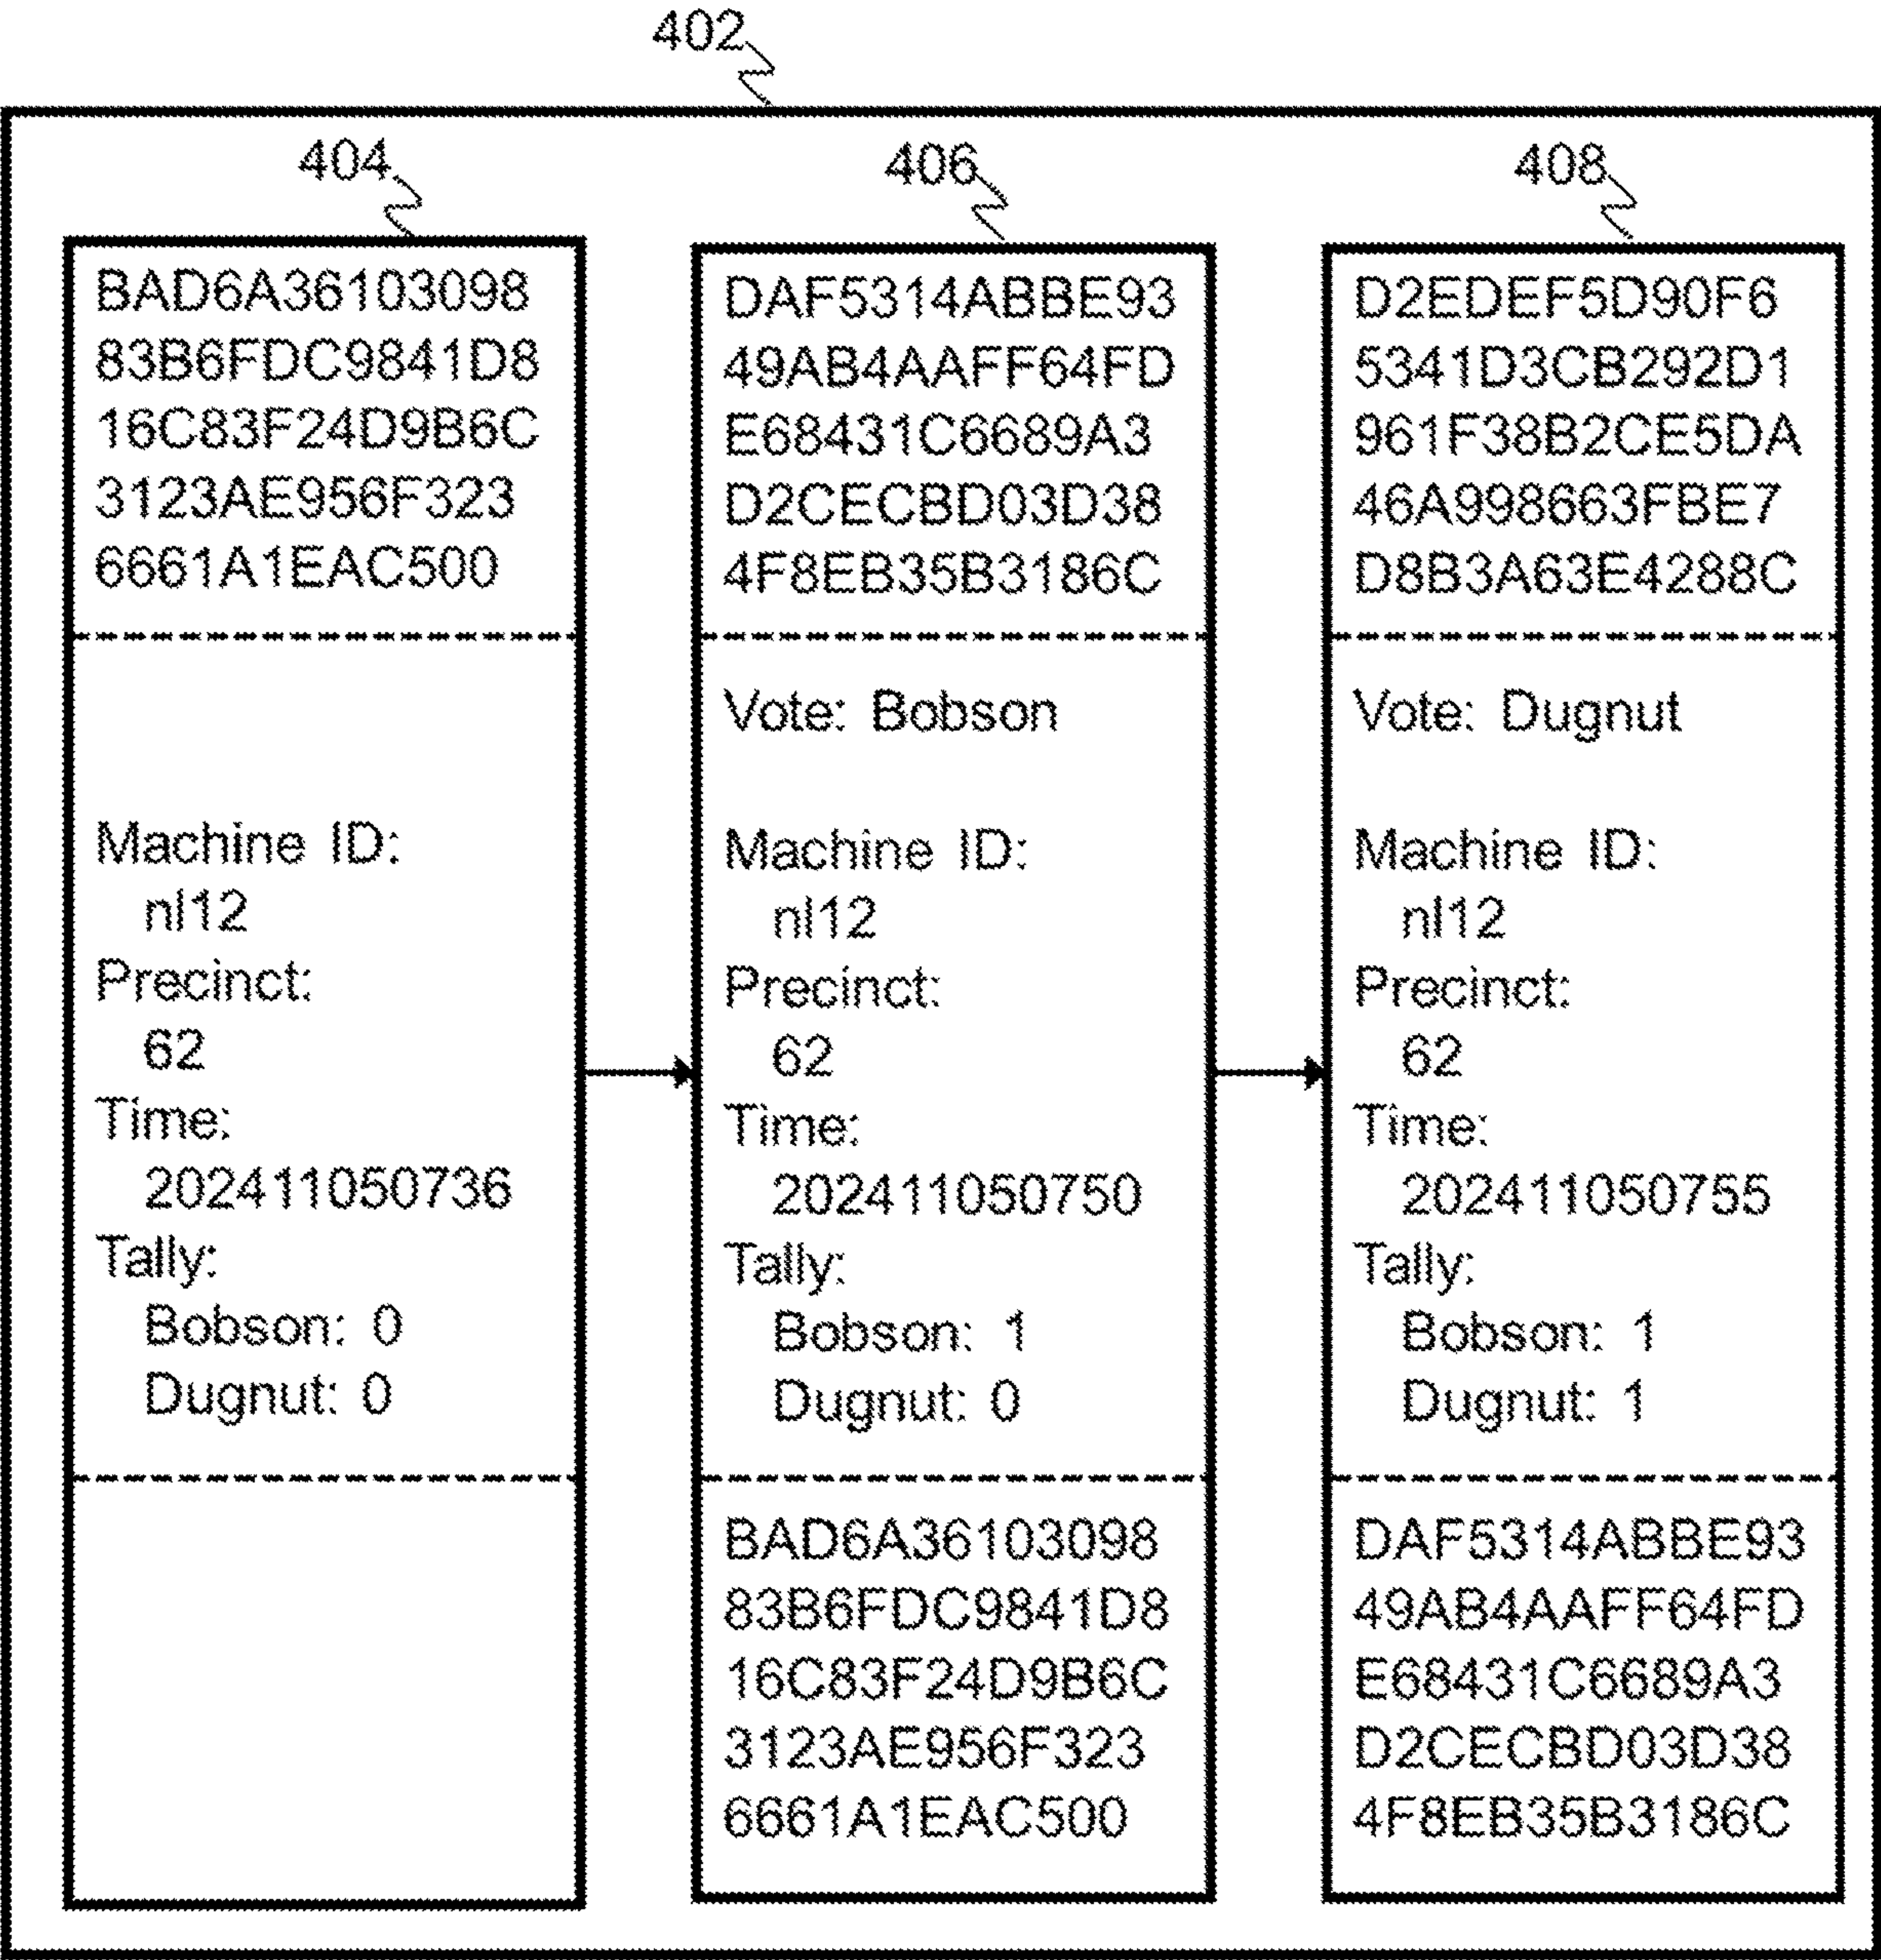 402
404
BAD6A36103098
83B6FDC9841D8
16C83F24D9B6C
3123AE956F323
6661A1EAC500
Machine ID:
nl12
Precinct:
62
Time:
202411050736
Tally:
Bobson: 0
Dugnut: 0
406
DAF5314ABBE93
49AB4AAFF64FD
E68431C6689A3
D2CECBD03D38
4F8EB35B3186C
Vote: Bobson
Machine ID:
nl12
Precinct:
62
Time:
202411050750
Tally:
Bobson: 1
Dugnut: 0
BAD6A36103098
83B6FDC9841D8
16C83F24D9B6C
3123AE956F323
6661A1EAC500
408
D2EDEF5D90F6
5341D3CB292D1
961F38B2CE5DA
46A998663FBE7
D8B3A63E4288C
Vote: Dugnut
Machine ID:
nl12
Precinct:
62
Time:
202411050755
Tally:
Bobson: 1
Dugnut: 1
DAF5314ABBE93
49AB4AAFF64FD
E68431C6689A3
D2CECBD03D38
4F8EB35B3186C